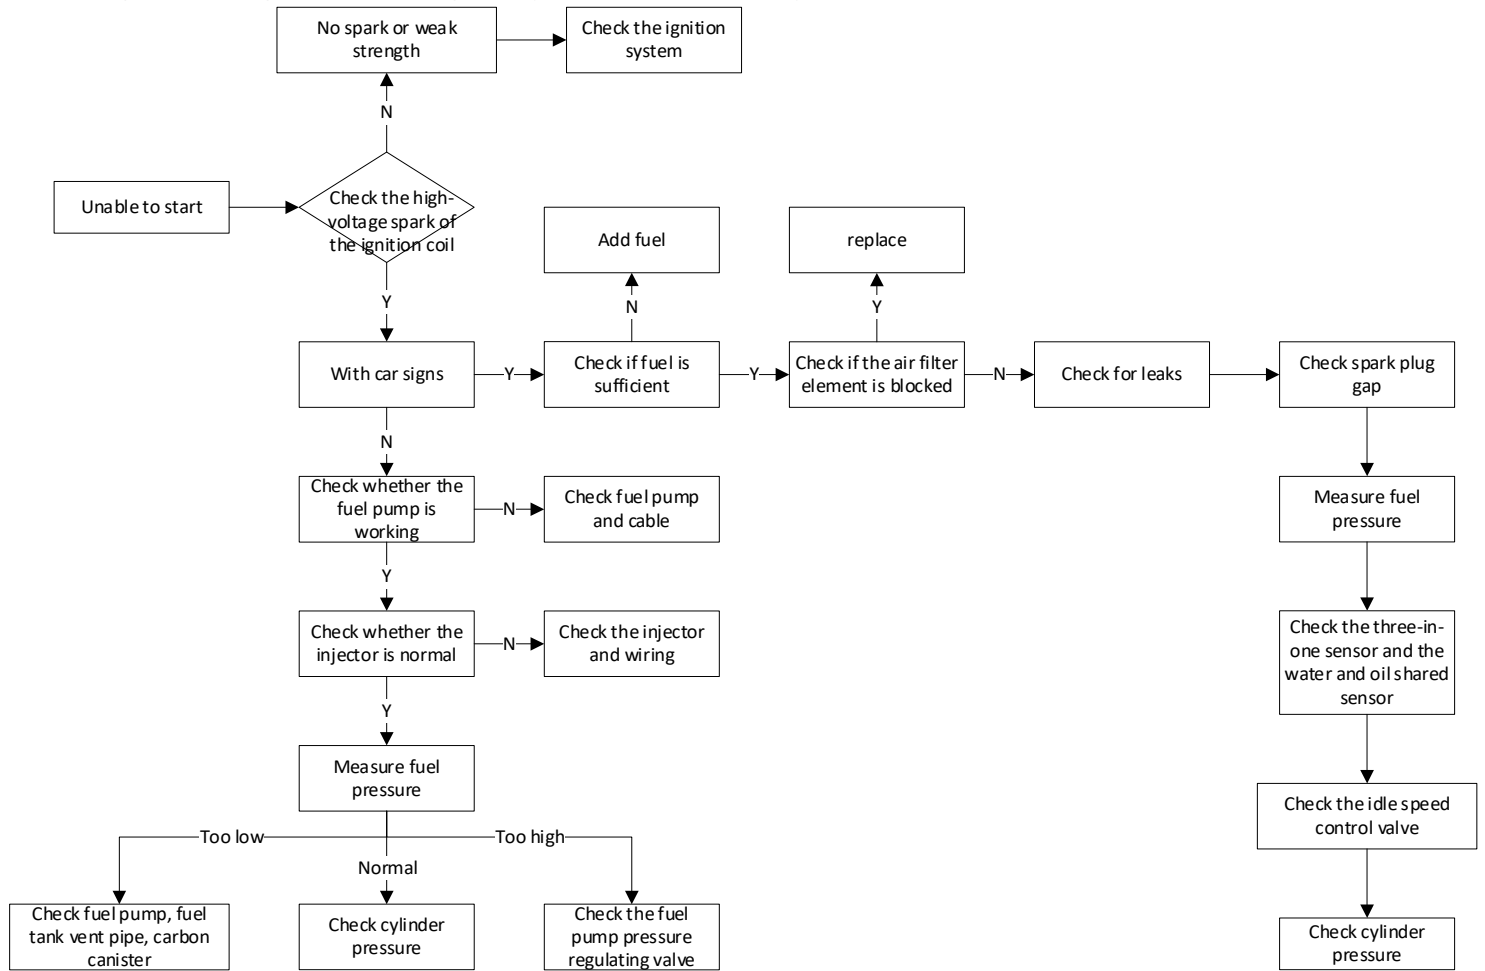 No spark or weak
strength
Check the ignition
system
N
Unable to start
Check the high-
voltage spark of
the ignition coil
Add fuel
replace
Y
N
Y
With car signs
Y
Check if fuel is
sufficient
Y
Check if the air filter
element is blocked
N
Check for leaks
Check spark plug
gap
N
Check whether the
fuel pump is
working
N
Check fuel pump
and cable
Measure fuel
pressure
Y
Check whether the
injector is normal
N
Check the injector
and wiring
Check the three-in-
one sensor and the
water and oil shared
sensor
Y
Measure fuel
pressure
Check the idle speed
control valve
Too low
Too high
Normal
Check fuel pump, fuel
tank vent pipe, carbon
canister
Check cylinder
pressure
Check the fuel
pump pressure
regulating valve
Check cylinder
pressure